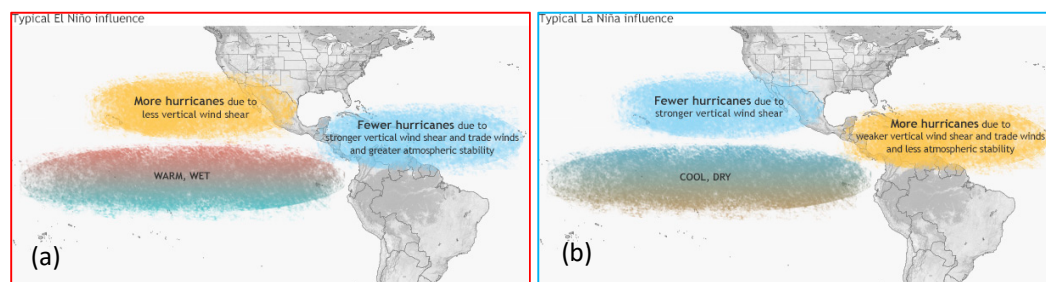 Typical El Niño influence
More hurricanes due to
less vertical wind shear
Fewer hurricanes due to
stronger vertical wind shear and trade winds
and greater atmospheric stability
WARM, WET
(a)
Typical La Niña influence
Fewer hurricanes due to
stronger vertical wind shear
More hurricanes due to
weaker vertical wind shear and trade winds
and less atmospheric stability
COOL, DRY
(b)